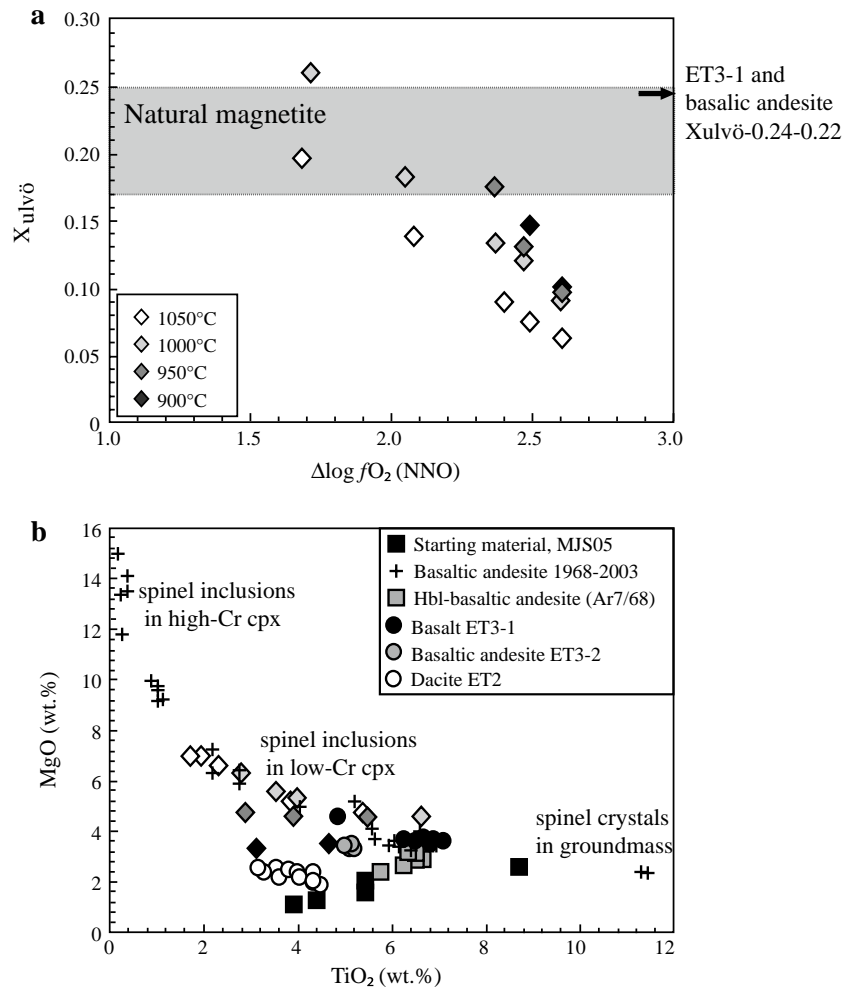 a
0.30
0.25
0.20
0.15
0.10
0.05
0
Xulvö
Natural magnetite
ET3-1 and
basalic andesite
Xulvö-0.24-0.22
1050°C
1000°C
950°C
900°C
1.0 1.5 2.0 2.5 3.0
Δlog fO₂ (NNO)
b
16
14
12
10
8
6
4
2
0
MgO (wt.%)
spinel inclusions
in high-Cr cpx
Starting material, MJS05
Basaltic andesite 1968-2003
Hbl-basaltic andesite (Ar7/68)
Basalt ET3-1
Basaltic andesite ET3-2
Dacite ET2
spinel inclusions
in low-Cr cpx
spinel crystals
in groundmass
0 2 4 6 8 10 12
TiO₂ (wt.%)